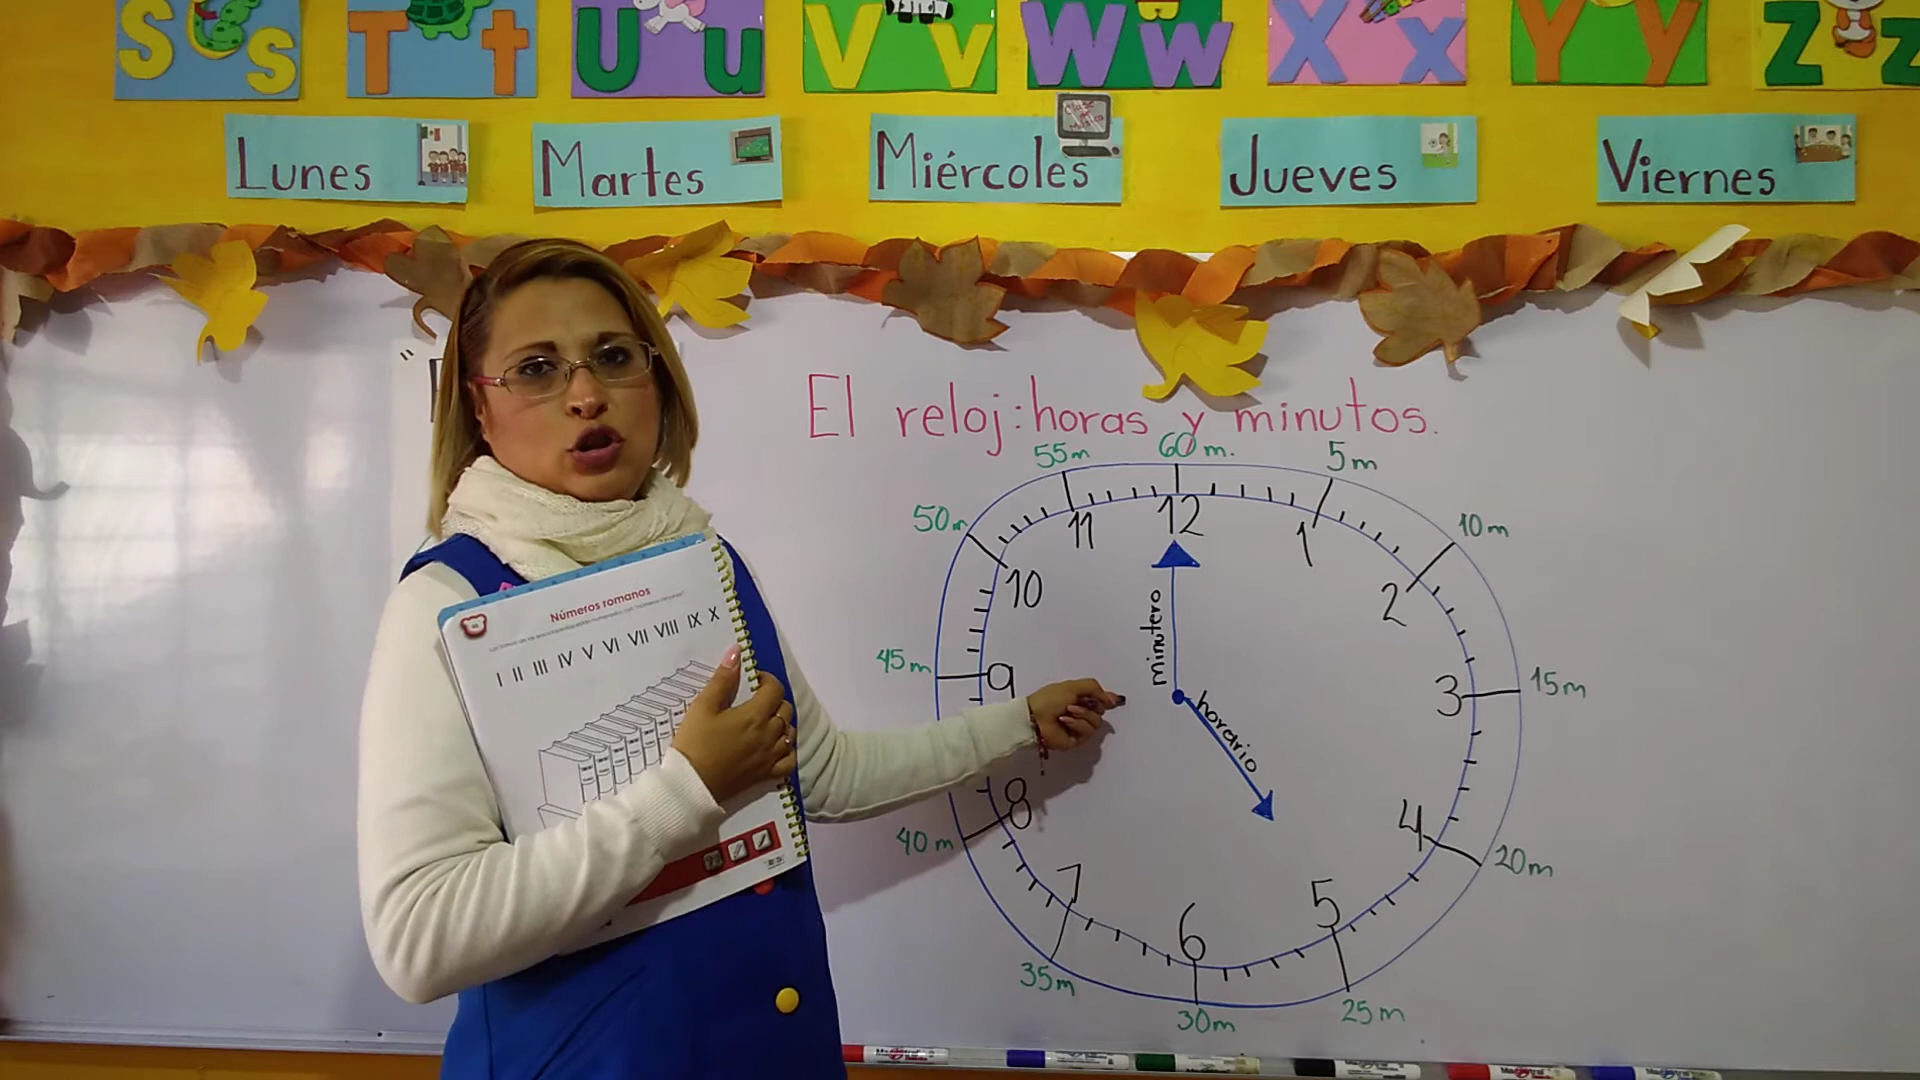 S s T t U u V v W w X x Y y Z z
Lunes Martes Miércoles Jueves Viernes
El reloj: horas y minutos.
55m 60 m. 5m
50m 11 12 1 10m
10 2
minutero
45m 9 3 15m
horario
8 4
40m 20m
7 6 5
35m 30m 25m
Números romanos
I II III IV V VI VII VIII IX X